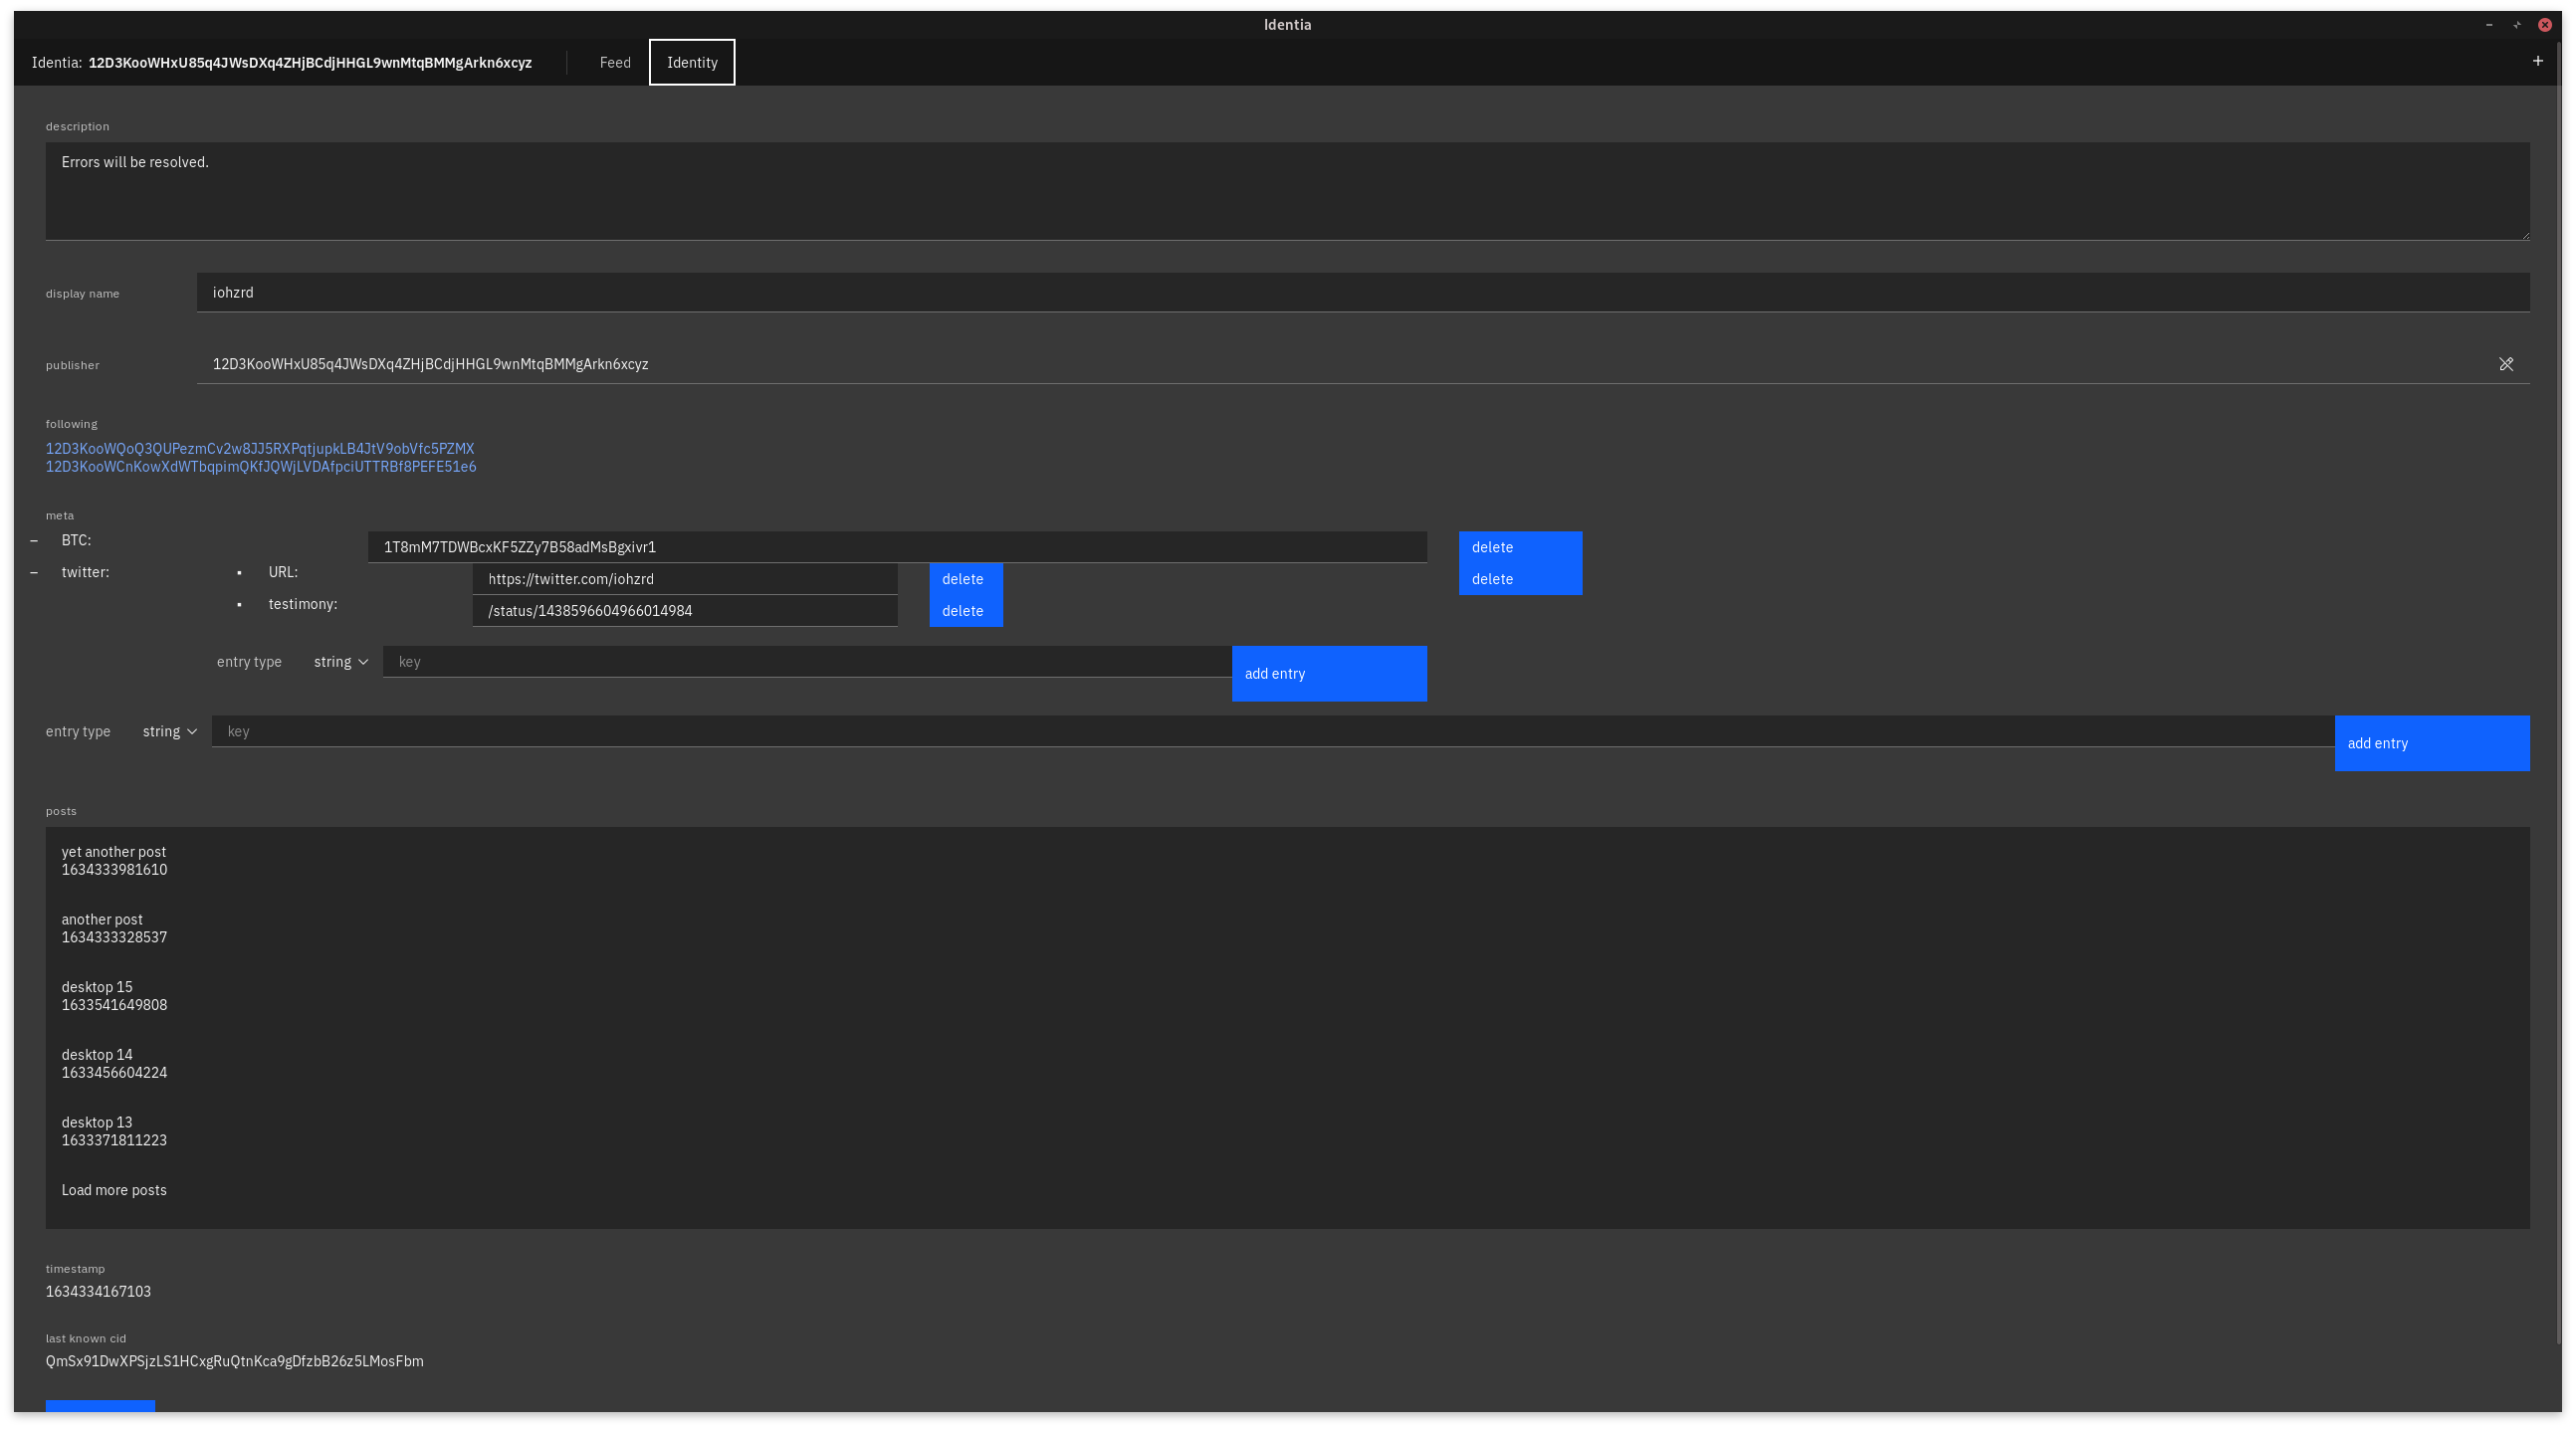 Identia
Identia: 12D3KooWHxU85q4JWsDXq4ZHjBCdjHHGL9wnMtqBMMgArkn6xcyz Feed Identity
description
Errors will be resolved.
display name iohzrd
publisher 12D3KooWHxU85q4JWsDXq4ZHjBCdjHHGL9wnMtqBMMgArkn6xcyz
following
12D3KooWQoQ3QUPezmCv2w8JJ5RXPqtjupkLB4JtV9obVfc5PZMX
12D3KooWCnKowXdWTbqpimQKfJQWjLVDAfpciUTTRBf8PEFE51e6
meta
– BTC: 1T8mM7TDWBcxKF5ZZy7B58adMsBgxivr1 delete
– twitter: ▪ URL: https://twitter.com/iohzrd delete delete
▪ testimony: /status/1438596604966014984 delete
entry type string key add entry
entry type string key add entry
posts
yet another post
1634333981610
another post
1634333328537
desktop 15
1633541649808
desktop 14
1633456604224
desktop 13
1633371811223
Load more posts
timestamp
1634334167103
last known cid
QmSx91DwXPSjzLS1HCxgRuQtnKca9gDfzbB26z5LMosFbm